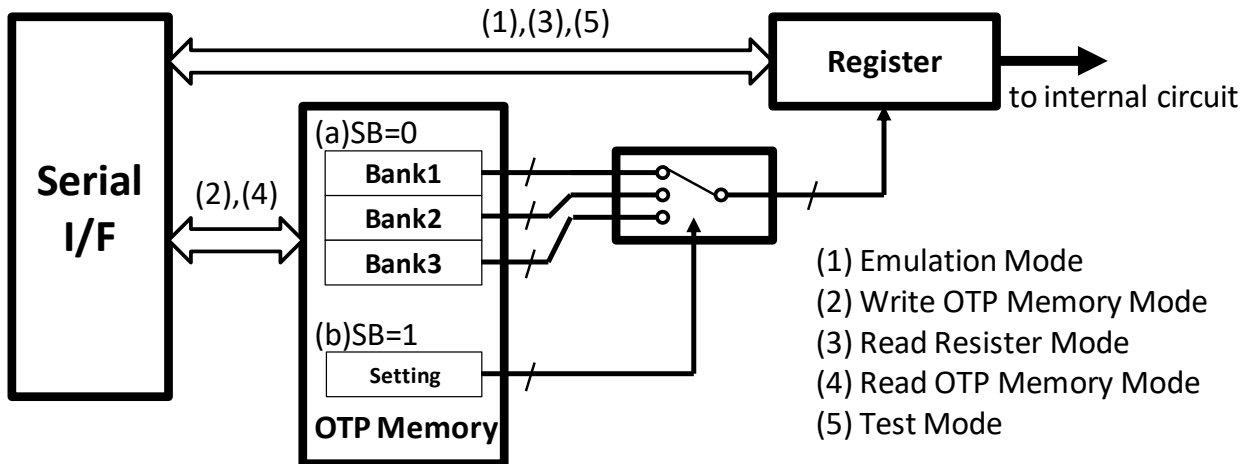 (1),(3),(5)
Register
to internal circuit
Serial
I/F
(2),(4)
(a)SB=0
Bank1
Bank2
Bank3
(b)SB=1
Setting
OTP Memory
(1) Emulation Mode
(2) Write OTP Memory Mode
(3) Read Resister Mode
(4) Read OTP Memory Mode
(5) Test Mode